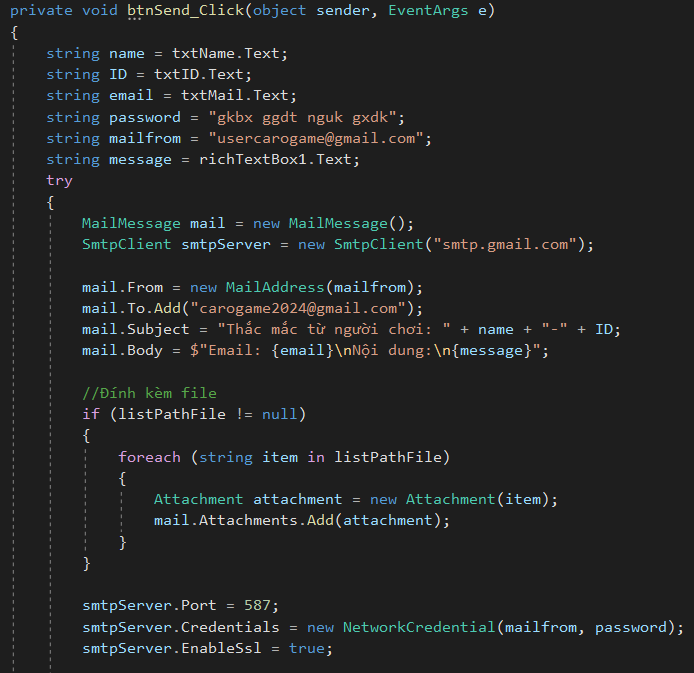 private void btnSend_Click(object sender, EventArgs e)
{
string name = txtName.Text;
string ID = txtID.Text;
string email = txtMail.Text;
string password = "gkbx ggdt nguk gxdk";
string mailfrom = "usercarogame@gmail.com";
string message = richTextBox1.Text;
try
{
MailMessage mail = new MailMessage();
SmtpClient smtpServer = new SmtpClient("smtp.gmail.com");
mail.From = new MailAddress(mailfrom);
mail.To.Add("carogame2024@gmail.com");
mail.Subject = "Thắc mắc từ người chơi: " + name + "-" + ID;
mail.Body = $"Email: {email}\nNội dung:\n{message}";
//Đính kèm file
if (listPathFile != null)
{
foreach (string item in listPathFile)
{
Attachment attachment = new Attachment(item);
mail.Attachments.Add(attachment);
}
}
smtpServer.Port = 587;
smtpServer.Credentials = new NetworkCredential(mailfrom, password);
smtpServer.EnableSsl = true;